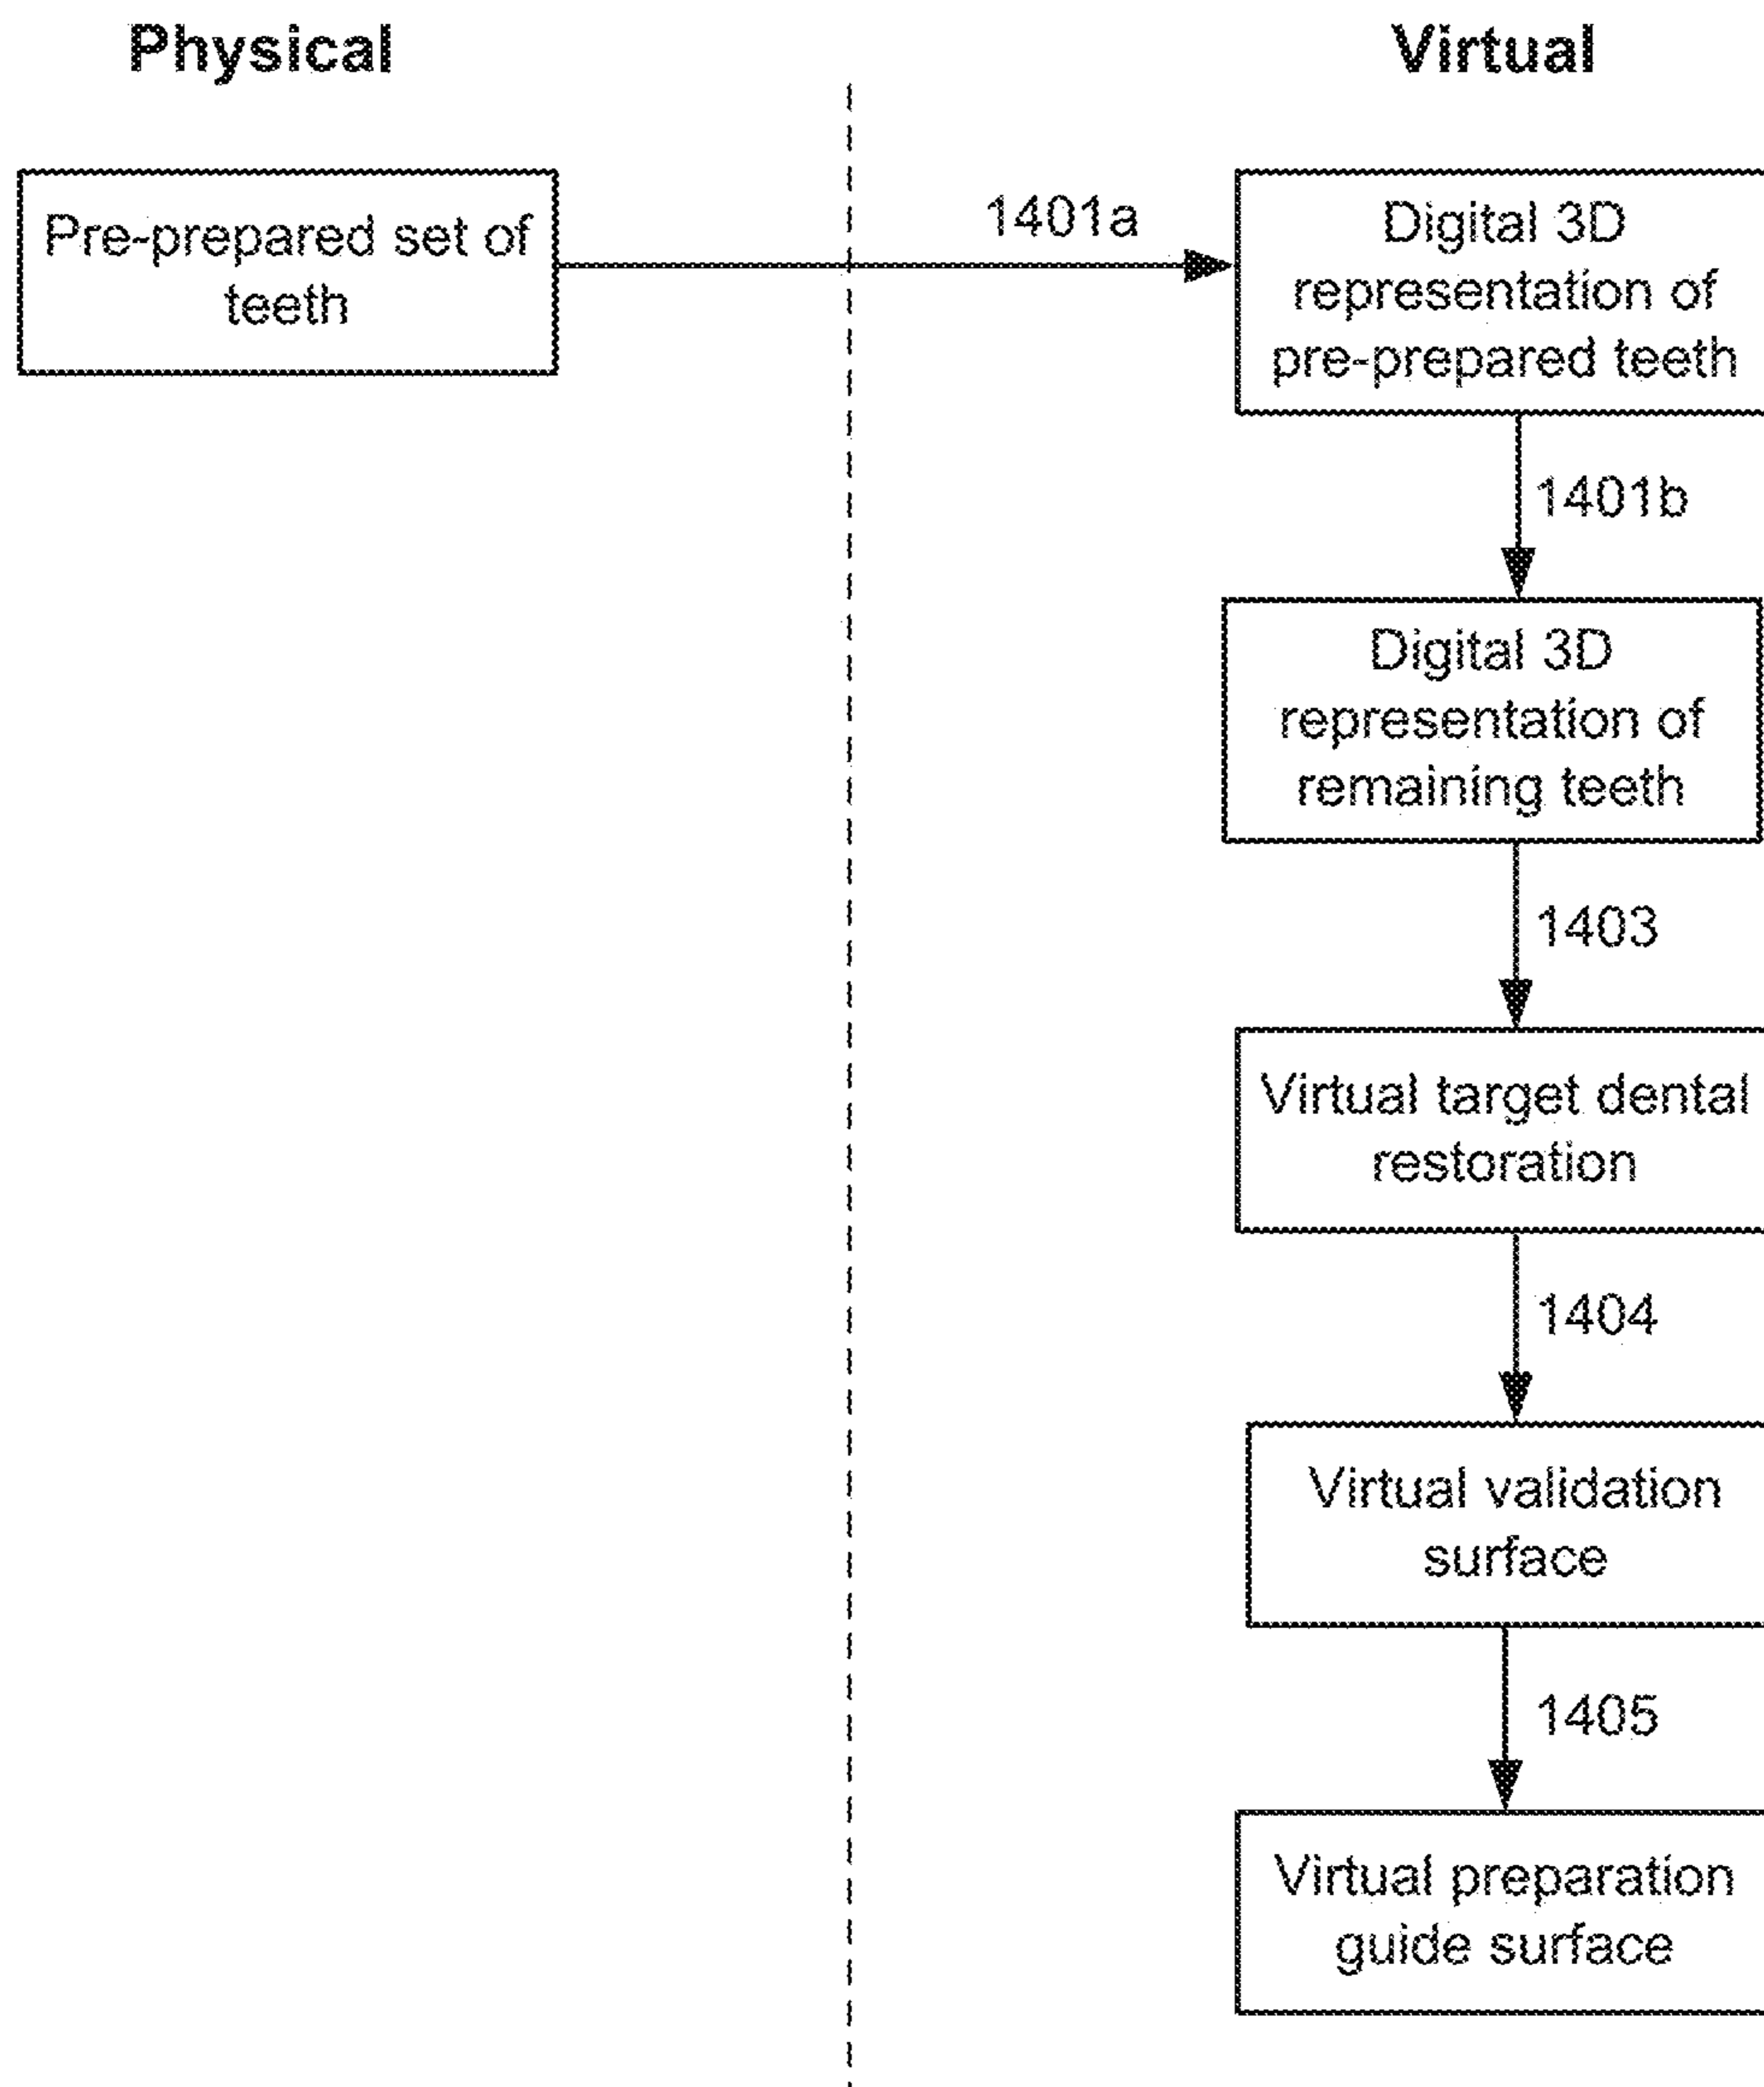 Physical
Virtual
Pre-prepared set of
teeth
1401a
Digital 3D
representation of
pre-prepared teeth
1401b
Digital 3D
representation of
remaining teeth
1403
Virtual target dental
restoration
1404
Virtual validation
surface
1405
Virtual preparation
guide surface